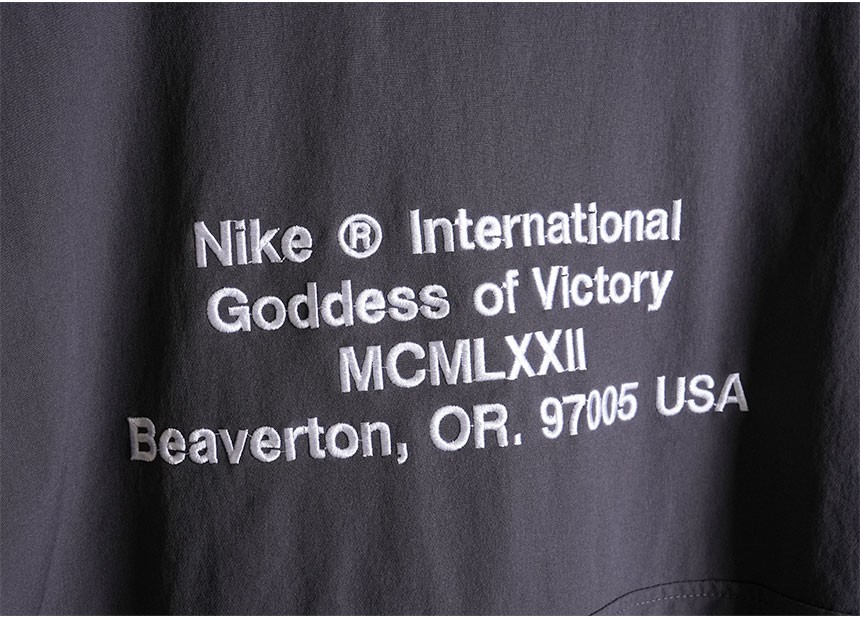 Nike ® International
Goddess of Victory
MCMLXXII
Beaverton, OR. 97005 USA